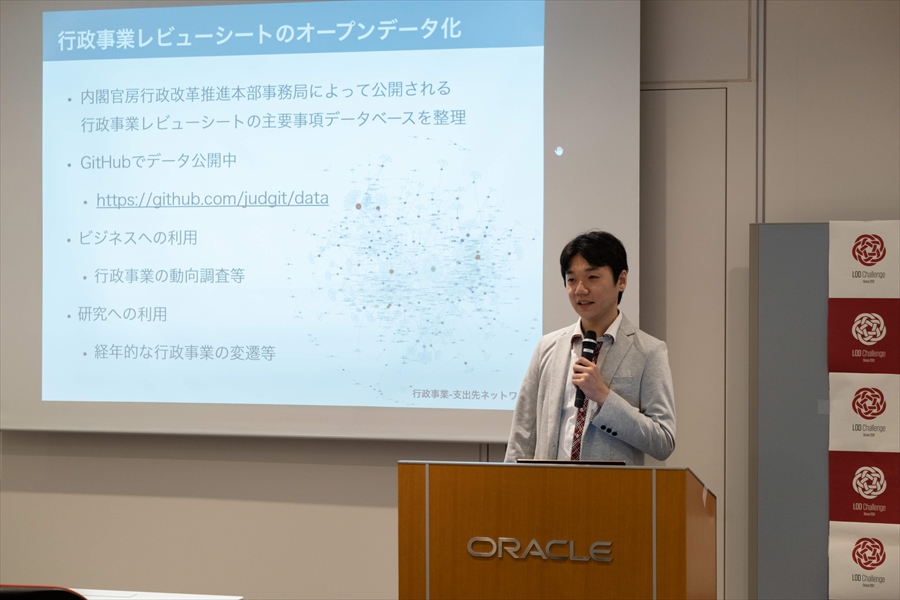 行政事業レビューシートのオープンデータ化
• 内閣官房行政改革推進本部事務局によって公開される
行政事業レビューシートの主要事項データベースを整理
• GitHubでデータ公開中
• https://github.com/judgit/data
• ビジネスへの利用
• 行政事業の動向調査等
• 研究への利用
• 経年的な行政事業の変遷等
行政事業-支出先ネットワ
ORACLE
LOD Challenge
LOD Challenge
LOD Challenge
LOD Challenge
LOD Challenge